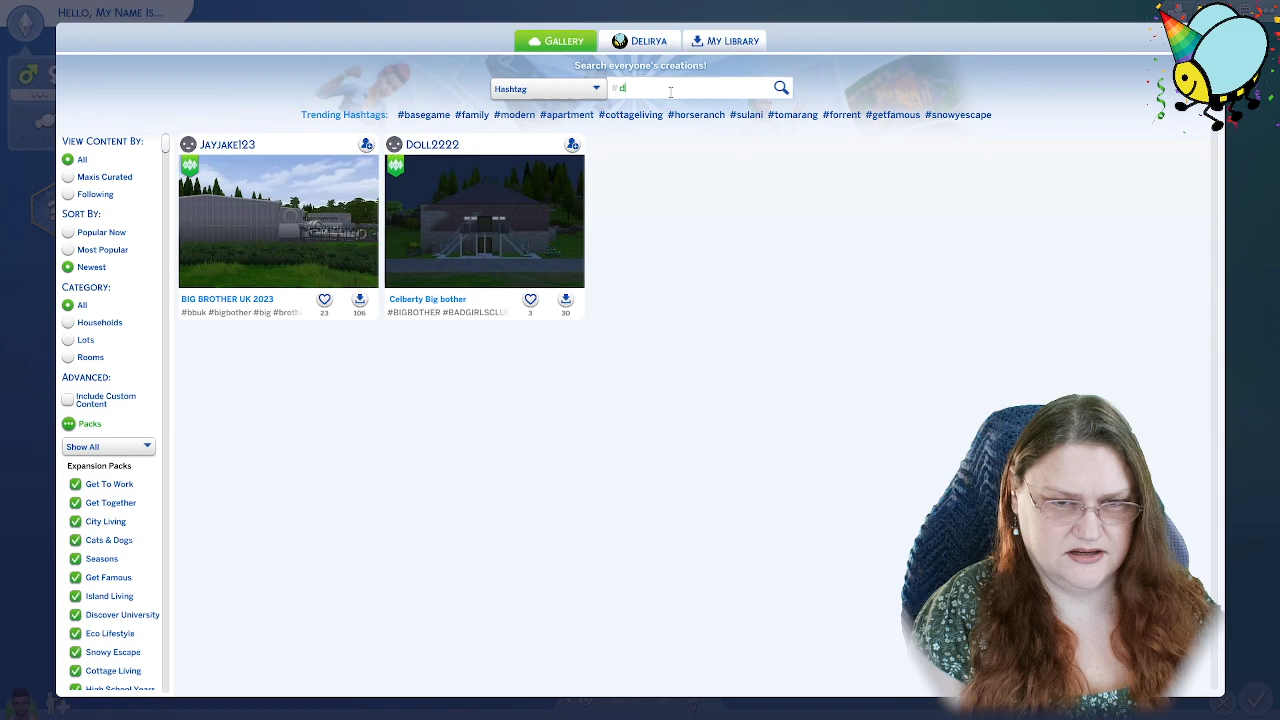 Hello, My Name Is...
Gallery
Delirya
My Library
Search everyone's creations!
Hashtag
#d
Trending Hashtags: #basegame #family #modern #apartment #cottageliving #horseranch #sulani #tomarang #forrent #getfamous #snowyescape
View Content By:
All
Maxis Curated
Following
Sort By:
Popular Now
Most Popular
Newest
Category:
All
Households
Lots
Rooms
Advanced:
Include Custom
Content
Packs
Show All
Expansion Packs
Get To Work
Get Together
City Living
Cats & Dogs
Seasons
Get Famous
Island Living
Discover University
Eco Lifestyle
Snowy Escape
Cottage Living
High School Years
JAYJAKE123
BIG BROTHER UK 2023
#bbuk #bigbother #big #broth
23
106
Doll2222
Celberty Big bother
#BIGBOTHER #BADGIRLSCLU
3
30